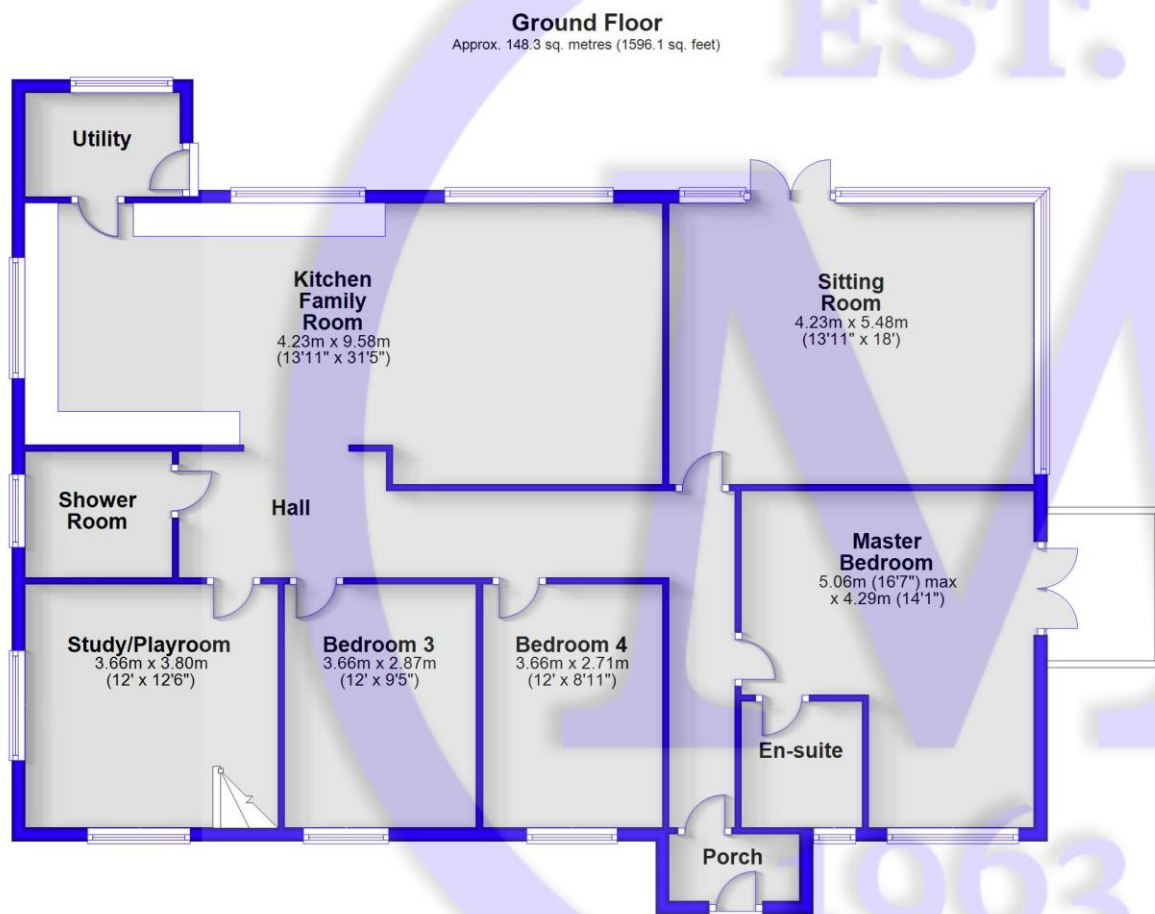 Ground Floor
Approx. 148.3 sq. metres (1596.1 sq. feet)
EST.
Utility
Kitchen
Family
Room
4.23m x 9.58m
(13'11" x 31'5")
Sitting
Room
4.23m x 5.48m
(13'11" x 18')
Shower
Room
Hall
Master
Bedroom
5.06m (16'7") max
x 4.29m (14'1")
Study/Playroom
3.66m x 3.80m
(12' x 12'6")
Bedroom 3
3.66m x 2.87m
(12' x 9'5")
Bedroom 4
3.66m x 2.71m
(12' x 8'11")
En-suite
Porch
M
1963